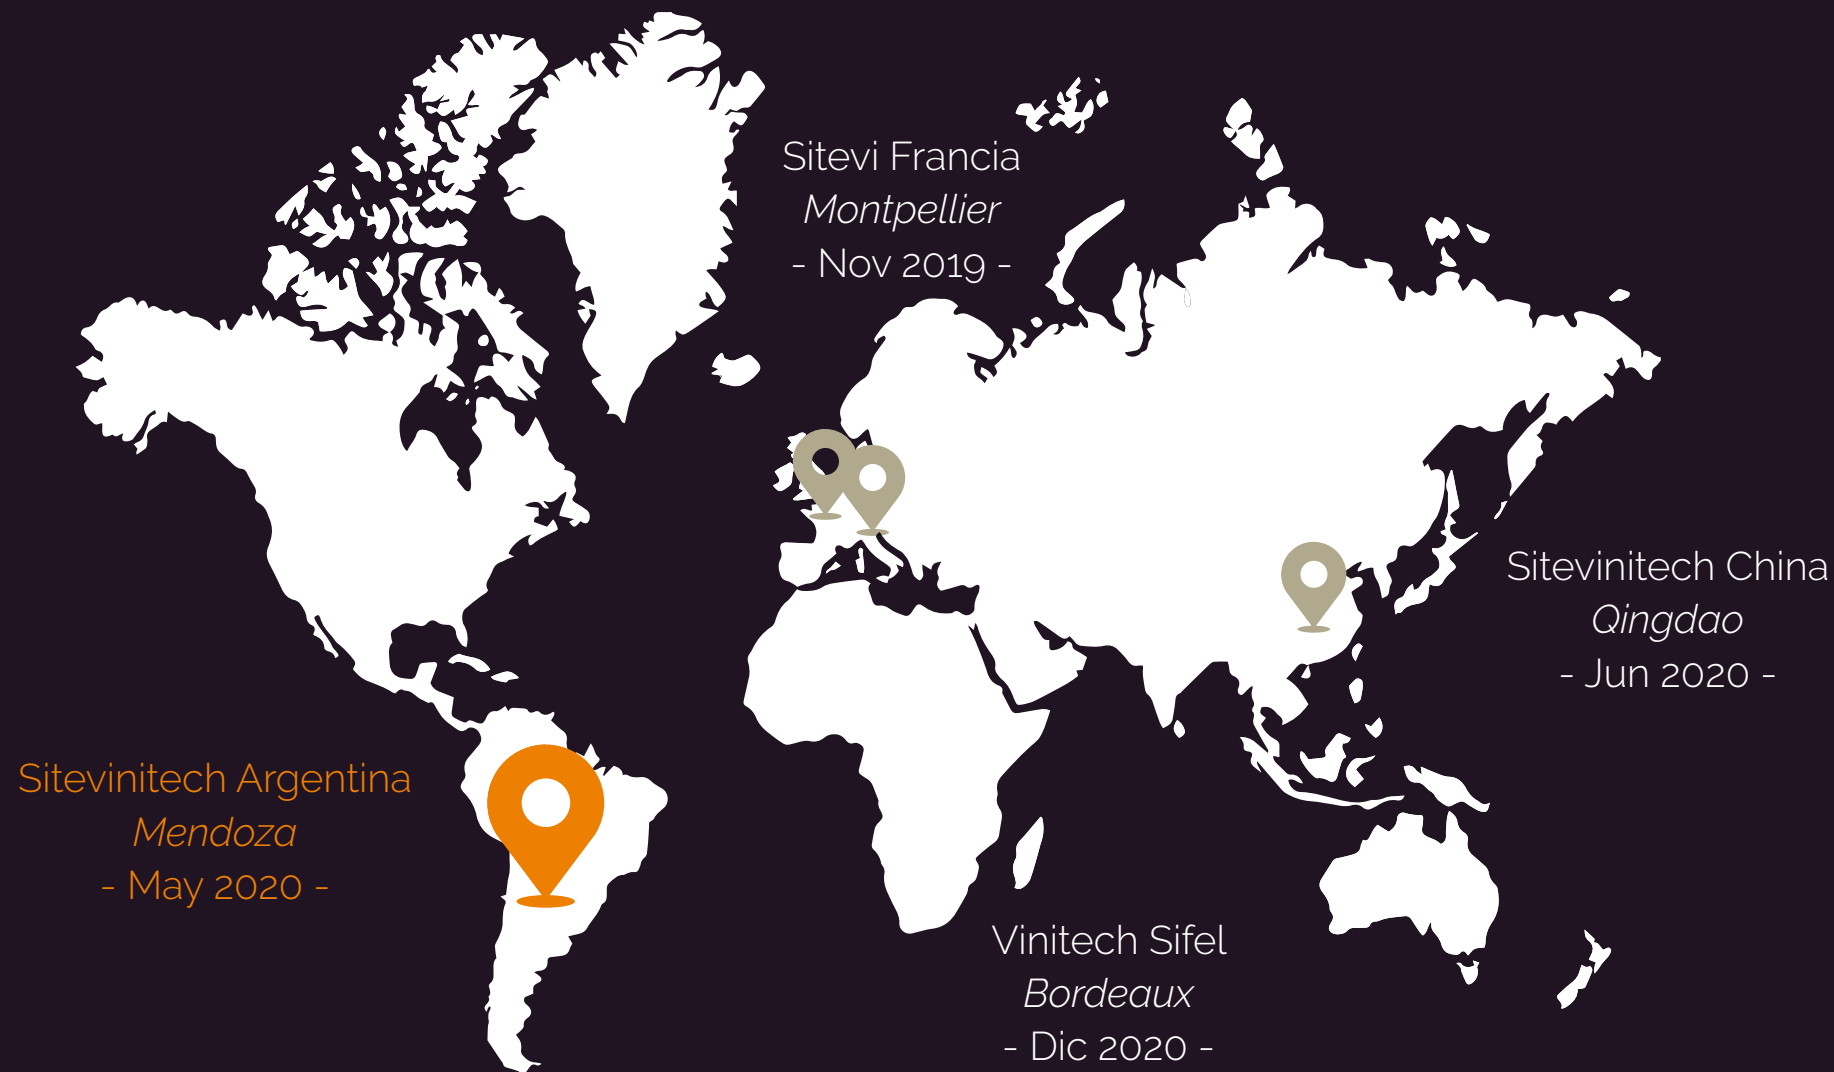 Sitevi Francia
Montpellier
- Nov 2019 -
Sitevinitech China
Qingdao
- Jun 2020 -
Sitevinitech Argentina
Mendoza
- May 2020 -
Vinitech Sifel
Bordeaux
- Dic 2020 -